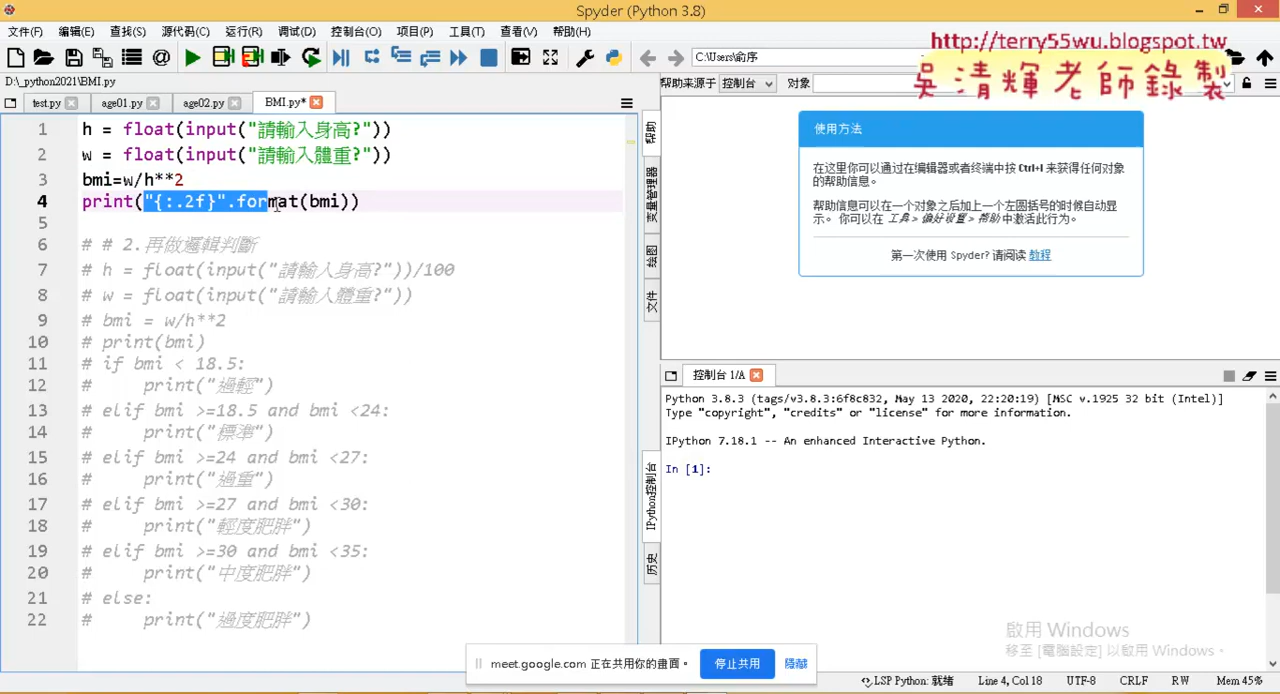 Spyder (Python 3.8)
文件(F) 编辑(E) 查找(S) 源代码(C) 运行(R) 调试(D) 控制台(O) 项目(P) 工具(T) 查看(V) 帮助(H)
C:\Users\俞序
http://terry55wu.blogspot.tw
吳清輝老師錄製
D:\_python2021\BMI.py
test.py age01.py age02.py BMI.py*
帮助来源于 控制台 对象
1 h = float(input("請輸入身高?"))
2 w = float(input("請輸入體重?"))
3 bmi=w/h**2
4 print("{:.2f}".format(bmi))
5
6 # # 2.再做邏輯判斷
7 # h = float(input("請輸入身高?"))/100
8 # w = float(input("請輸入體重?"))
9 # bmi = w/h**2
10 # print(bmi)
11 # if bmi < 18.5:
12 #     print("過輕")
13 # elif bmi >=18.5 and bmi <24:
14 #     print("標準")
15 # elif bmi >=24 and bmi <27:
16 #     print("過重")
17 # elif bmi >=27 and bmi <30:
18 #     print("輕度肥胖")
19 # elif bmi >=30 and bmi <35:
20 #     print("中度肥胖")
21 # else:
22 #     print("過度肥胖")
帮助
变量管理器
绘图
文件
使用方法
在这里你可以通过在编辑器或者终端中按 Ctrl+I 来获得任何对象
的帮助信息。
帮助信息可以在一个对象之后加上一个左圆括号的时候自动显
示。 你可以在 工具 > 偏好设置 > 帮助 中激活此行为。
第一次使用 Spyder? 请阅读 教程
控制台 1/A
Python 3.8.3 (tags/v3.8.3:6f8c832, May 13 2020, 22:20:19) [MSC v.1925 32 bit (Intel)]
Type "copyright", "credits" or "license" for more information.
IPython 7.18.1 -- An enhanced Interactive Python.
In [1]:
IPython控制台
历史
啟用 Windows
移至 [電腦設定] 以啟用 Windows。
meet.google.com 正在共用你的畫面。 停止共用 隱藏
LSP Python: 就绪 Line 4, Col 18 UTF-8 CRLF RW Mem 45%